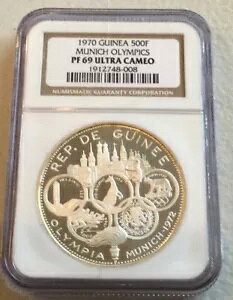 1970 GUINEA 500F
MUNICH OLYMPICS
PF 69 ULTRA CAMEO
1912748-008
NUMISMATIC GUARANTY CORPORATION
REP. DE GUINEE
OLYMPIA MUNICH-1972